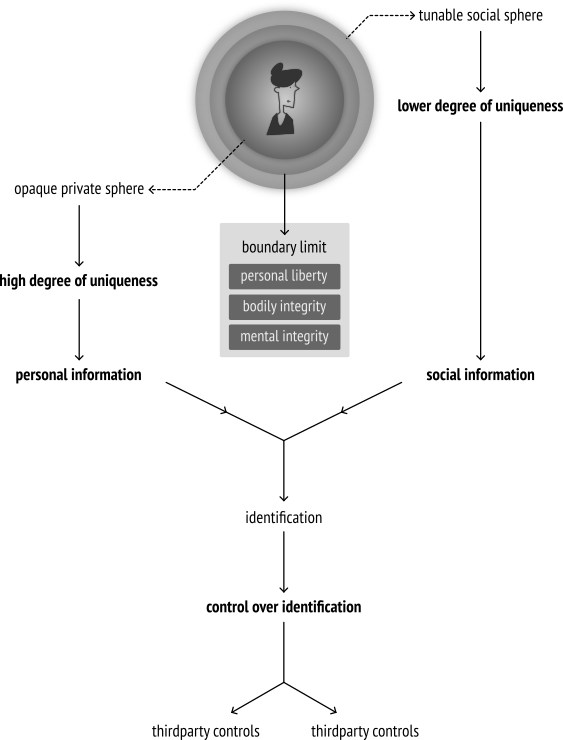 tunable social sphere
lower degree of uniqueness
opaque private sphere
boundary limit
personal liberty
bodily integrity
mental integrity
high degree of uniqueness
personal information
social information
identification
control over identification
thirdparty controls
thirdparty controls